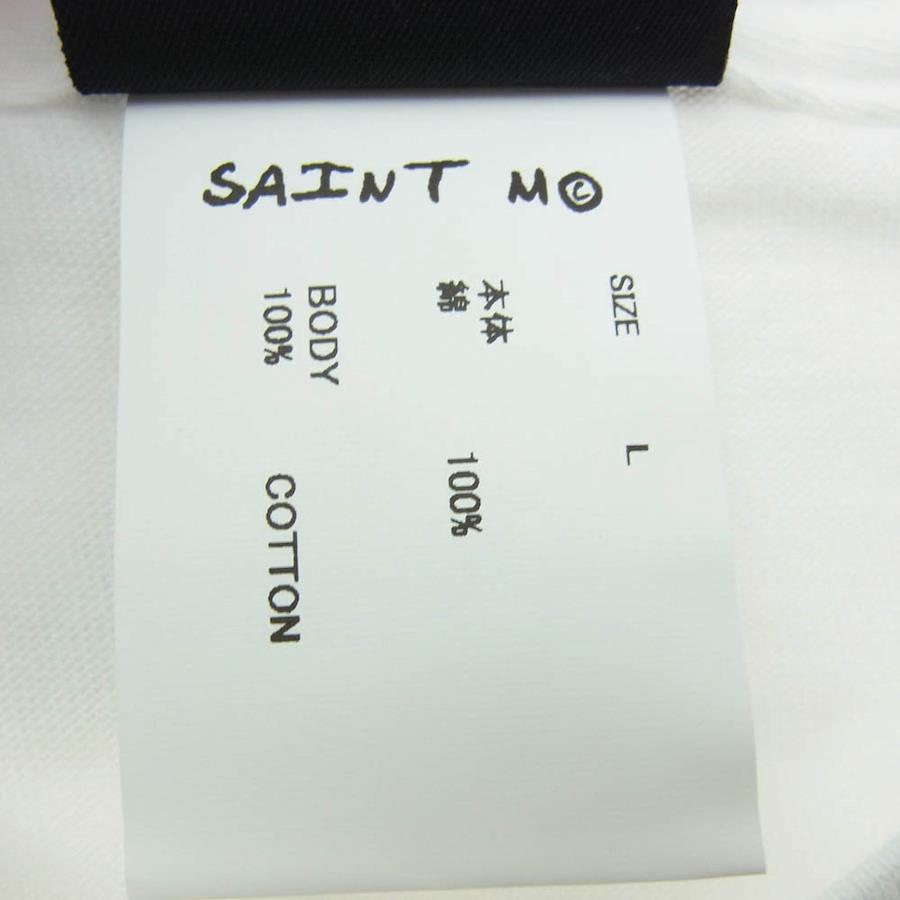 SAINT M©
SIZE L
本体
綿 100%
BODY
100% COTTON